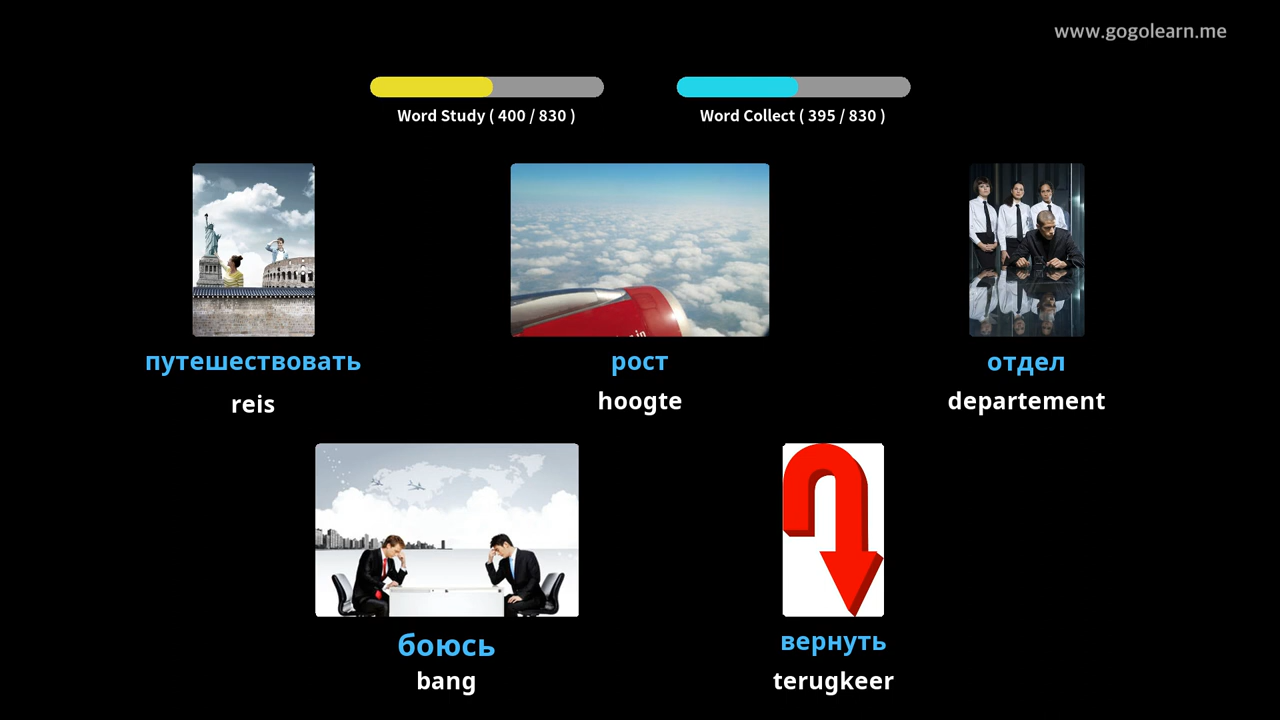 www.gogolearn.me
Word Study ( 400 / 830 )
Word Collect ( 395 / 830 )
путешествовать
рост
отдел
reis
hoogte
departement
боюсь
вернуть
bang
terugkeer